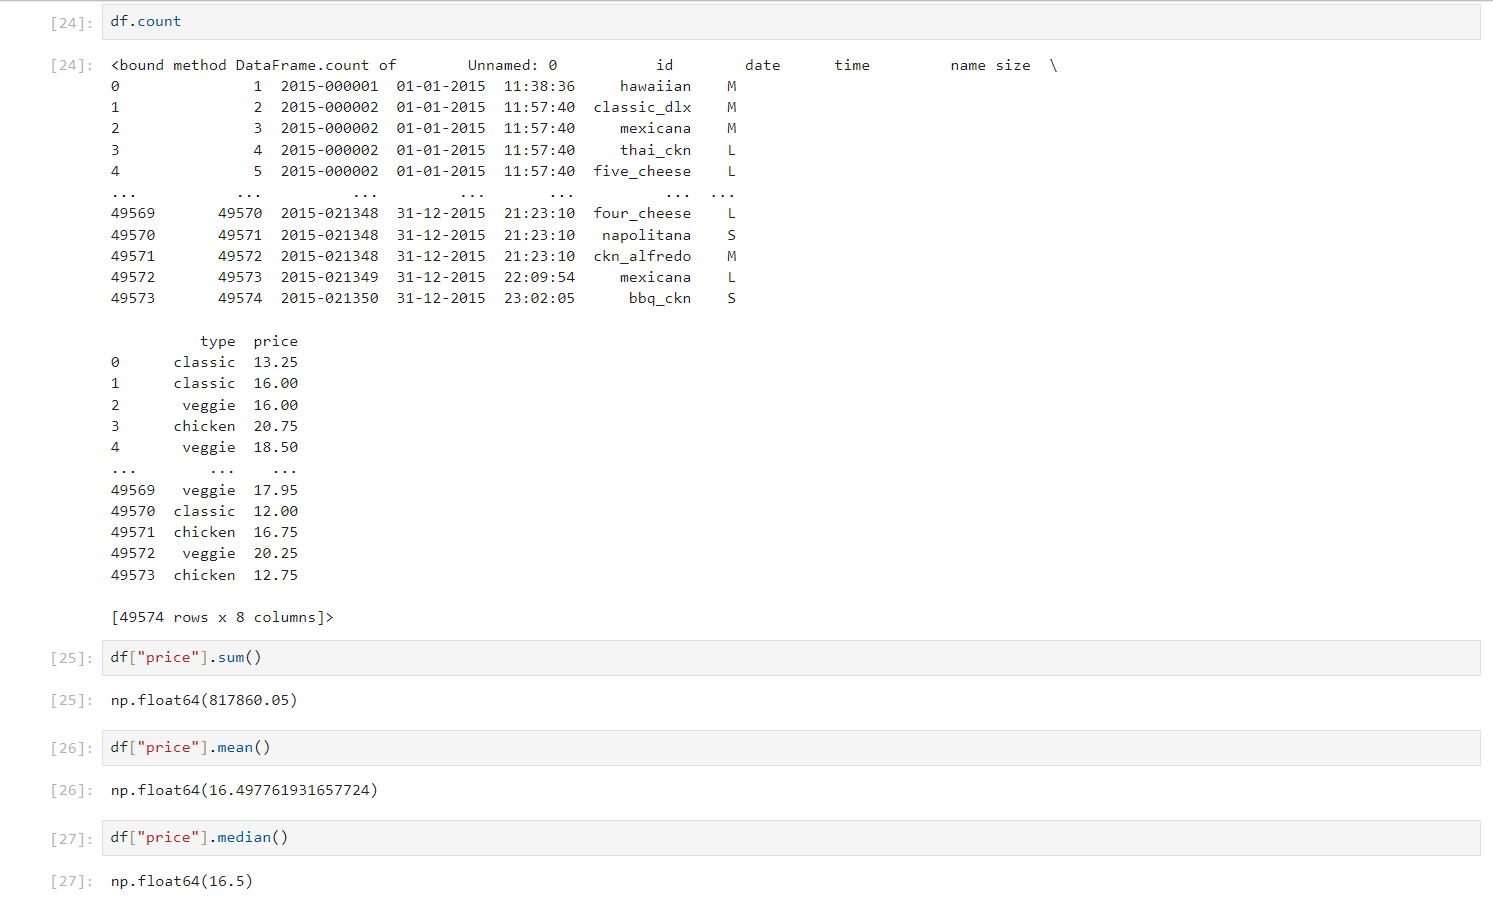 [24]: df.count
[24]: <bound method DataFrame.count of        Unnamed: 0           id        date      time         name size  \
0               1  2015-000001  01-01-2015  11:38:36     hawaiian    M
1               2  2015-000002  01-01-2015  11:57:40  classic_dlx    M
2               3  2015-000002  01-01-2015  11:57:40     mexicana    M
3               4  2015-000002  01-01-2015  11:57:40     thai_ckn    L
4               5  2015-000002  01-01-2015  11:57:40  five_cheese    L
...           ...          ...         ...       ...          ...  ...
49569       49570  2015-021348  31-12-2015  21:23:10  four_cheese    L
49570       49571  2015-021348  31-12-2015  21:23:10   napolitana    S
49571       49572  2015-021348  31-12-2015  21:23:10  ckn_alfredo    M
49572       49573  2015-021349  31-12-2015  22:09:54     mexicana    L
49573       49574  2015-021350  31-12-2015  23:02:05      bbq_ckn    S
type  price
0      classic  13.25
1      classic  16.00
2       veggie  16.00
3      chicken  20.75
4       veggie  18.50
...        ...    ...
49569   veggie  17.95
49570  classic  12.00
49571  chicken  16.75
49572   veggie  20.25
49573  chicken  12.75
[49574 rows x 8 columns]>
[25]: df["price"].sum()
[25]: np.float64(817860.05)
[26]: df["price"].mean()
[26]: np.float64(16.497761931657724)
[27]: df["price"].median()
[27]: np.float64(16.5)